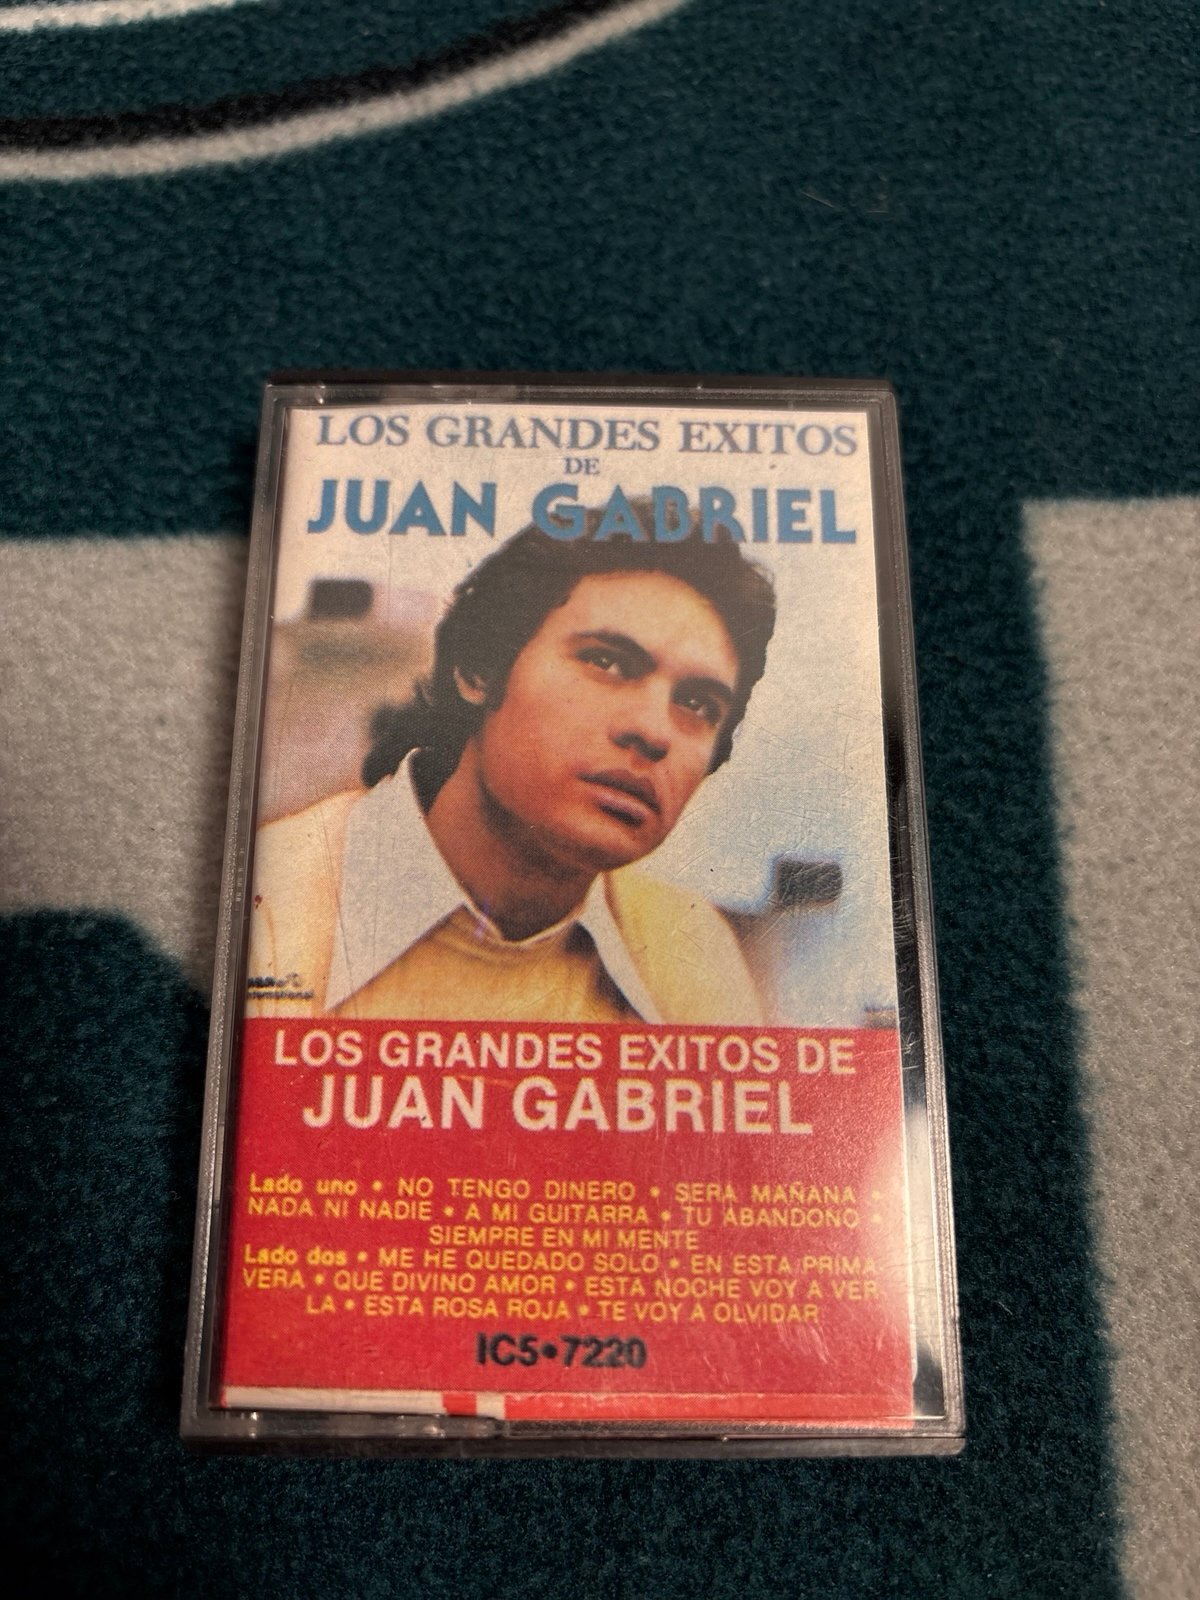 LOS GRANDES EXITOS
DE
JUAN GABRIEL
LOS GRANDES EXITOS DE
JUAN GABRIEL
Lado uno • NO TENGO DINERO • SERA MAÑANA •
NADA NI NADIE • A MI GUITARRA • TU ABANDONO •
SIEMPRE EN MI MENTE
Lado dos • ME HE QUEDADO SOLO • EN ESTA PRIMA
VERA • QUE DIVINO AMOR • ESTA NOCHE VOY A VER
LA • ESTA ROSA ROJA • TE VOY A OLVIDAR
IC5•7220